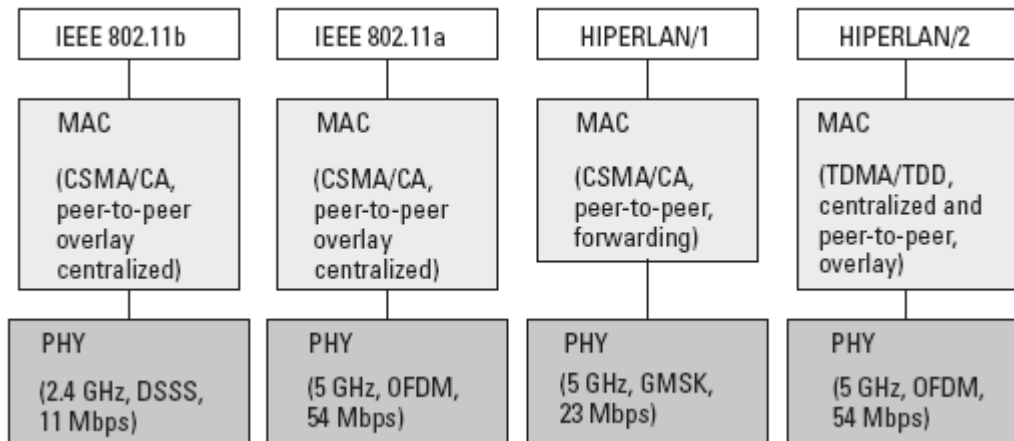 IEEE 802.11b
IEEE 802.11a
HIPERLAN/1
HIPERLAN/2
MAC
(CSMA/CA,
peer-to-peer
overlay
centralized)
MAC
(CSMA/CA,
peer-to-peer
overlay
centralized)
MAC
(CSMA/CA,
peer-to-peer,
forwarding)
MAC
(TDMA/TDD,
centralized and
peer-to-peer,
overlay)
PHY
(2.4 GHz, DSSS,
11 Mbps)
PHY
(5 GHz, OFDM,
54 Mbps)
PHY
(5 GHz, GMSK,
23 Mbps)
PHY
(5 GHz, OFDM,
54 Mbps)